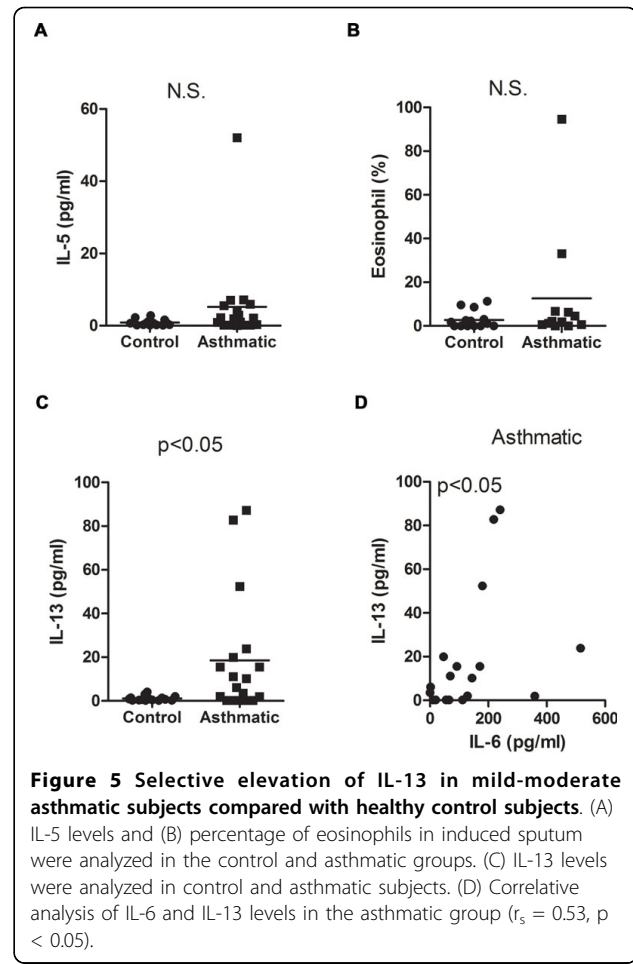 A
N.S.
IL-5 (pg/ml)
60
40
20
0
Control Asthmatic
B
N.S.
Eosinophil (%)
100
80
60
40
20
0
Control Asthmatic
C
p<0.05
IL-13 (pg/ml)
100
80
60
40
20
0
Control Asthmatic
D
Asthmatic
p<0.05
IL-13 (pg/ml)
100
80
60
40
20
0
0 200 400 600
IL-6 (pg/ml)
Figure 5 Selective elevation of IL-13 in mild-moderate
asthmatic subjects compared with healthy control subjects. (A)
IL-5 levels and (B) percentage of eosinophils in induced sputum
were analyzed in the control and asthmatic groups. (C) IL-13 levels
were analyzed in control and asthmatic subjects. (D) Correlative
analysis of IL-6 and IL-13 levels in the asthmatic group (rs = 0.53, p
< 0.05).